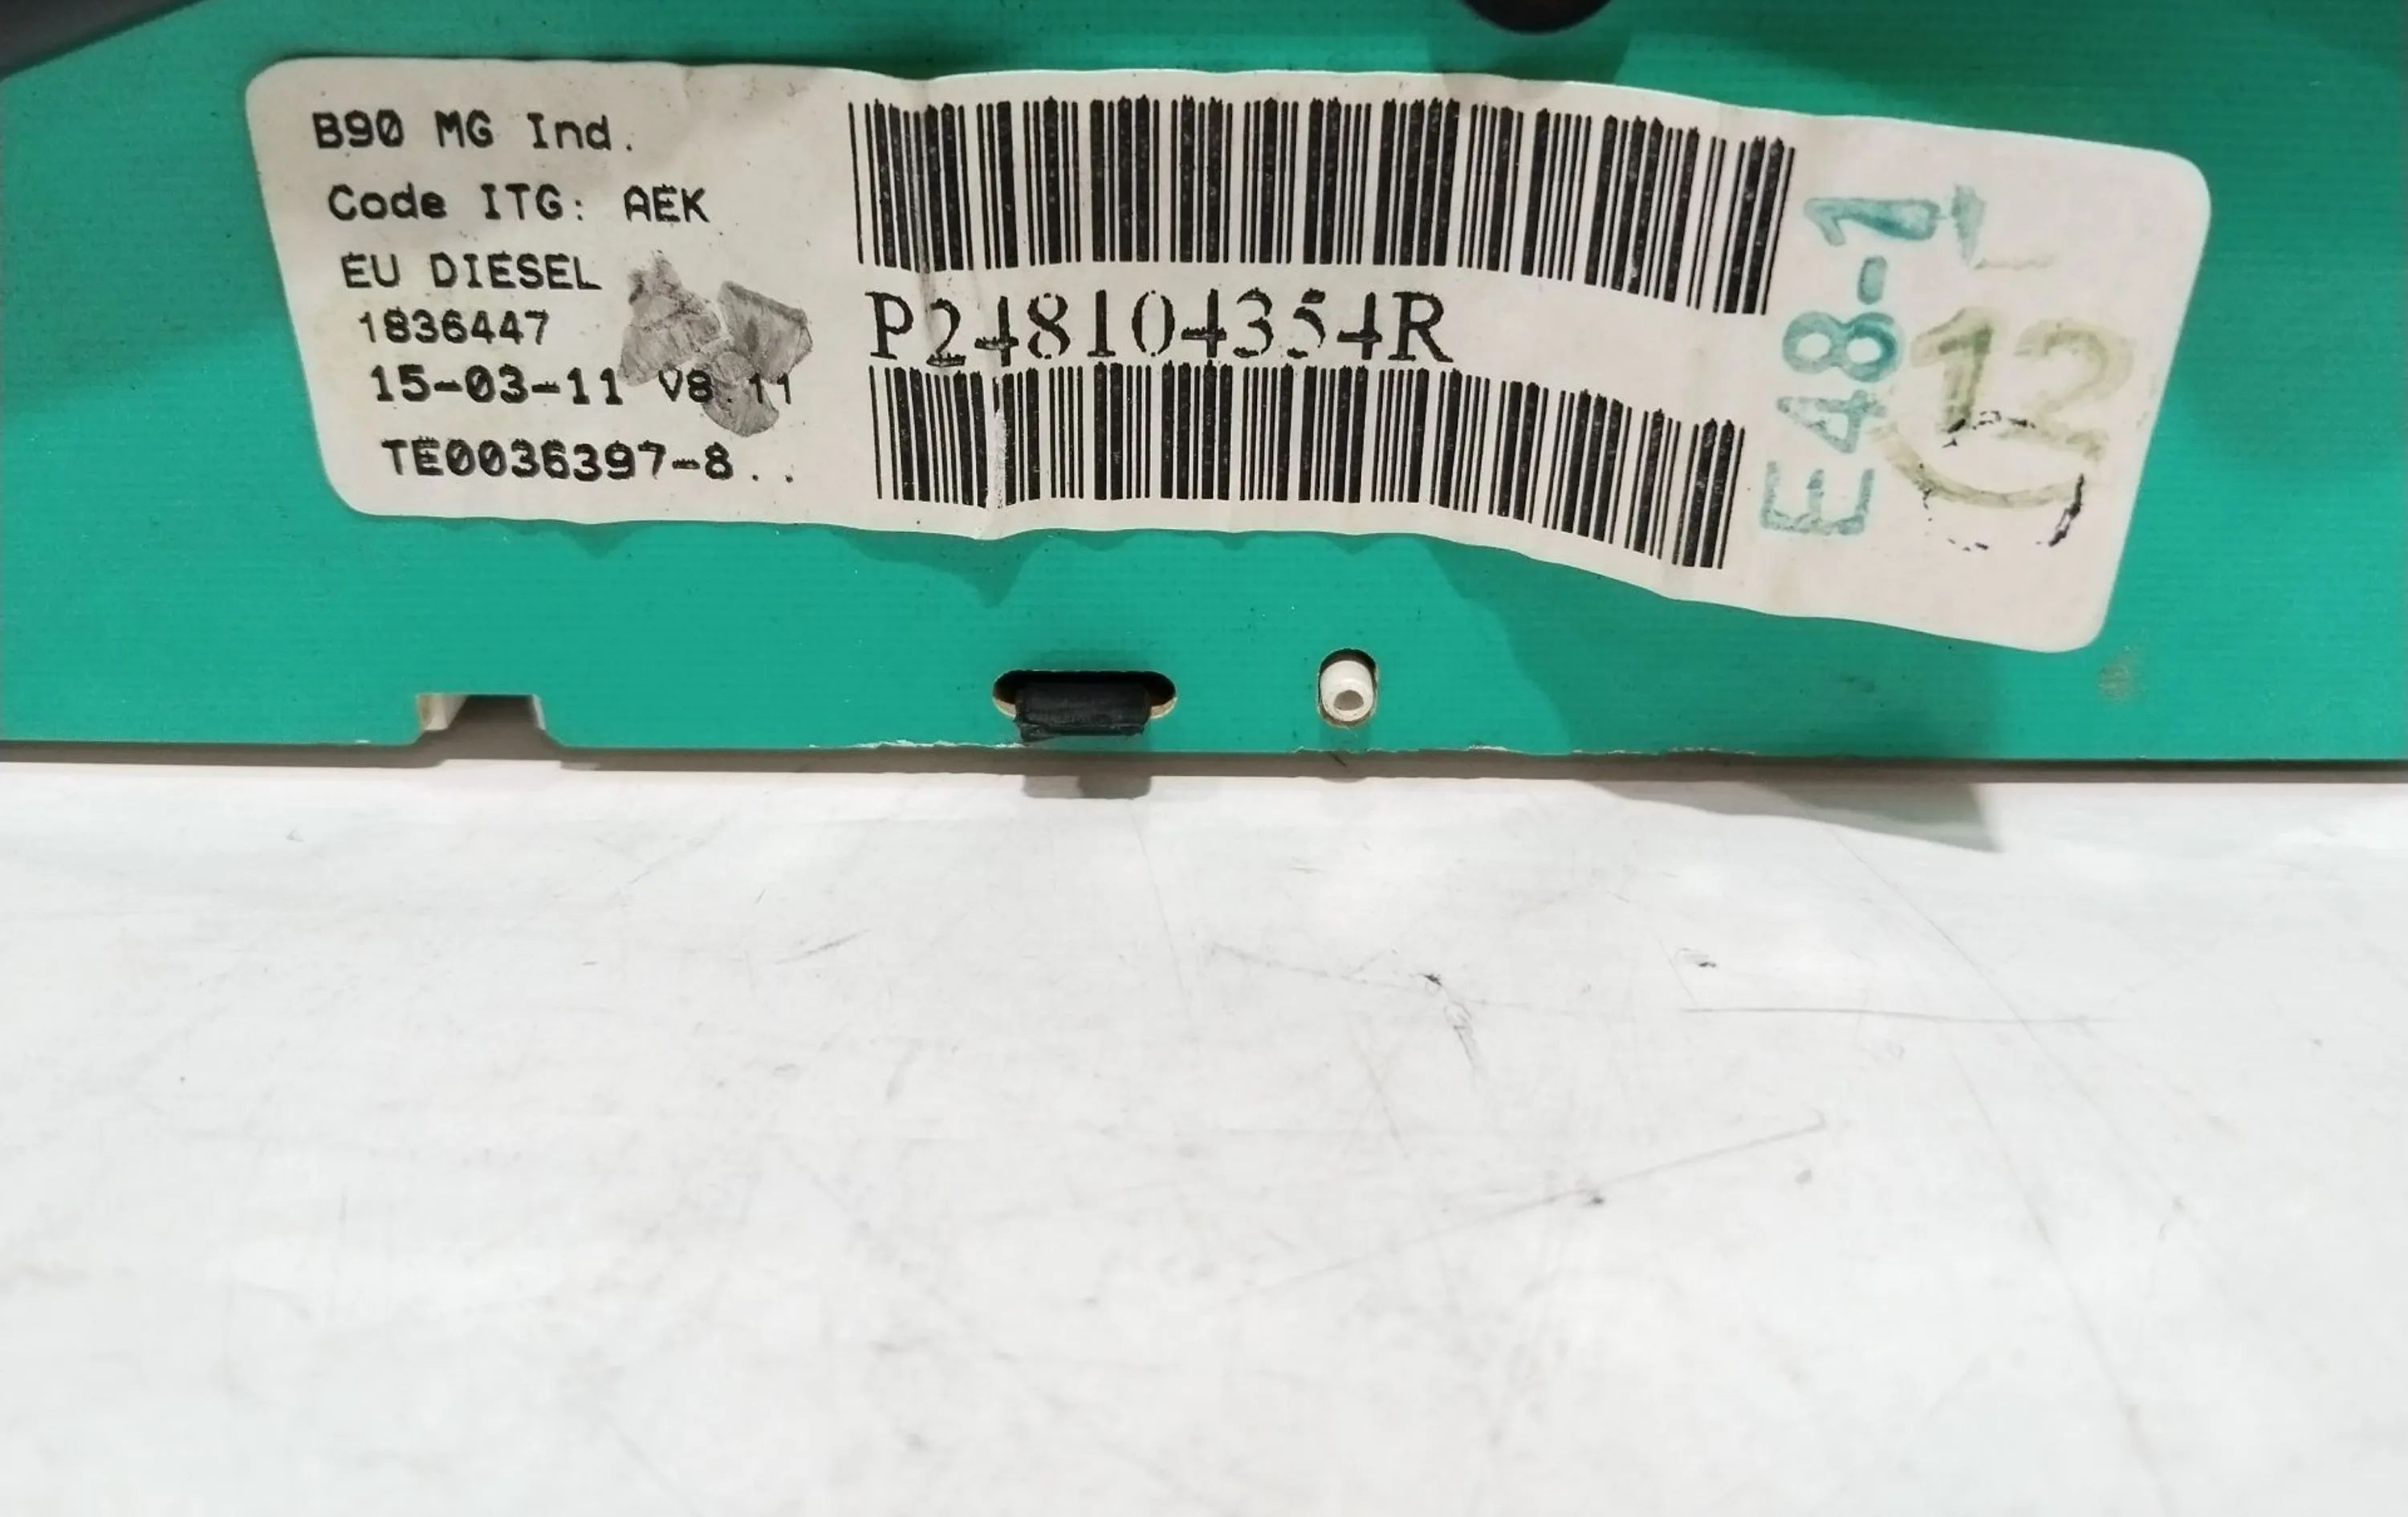 B90 MG Ind.
Code ITG: AEK
EU DIESEL
1836447
15-03-11 V8.11
TE0036397-8..
P248104354R
E48-1
12